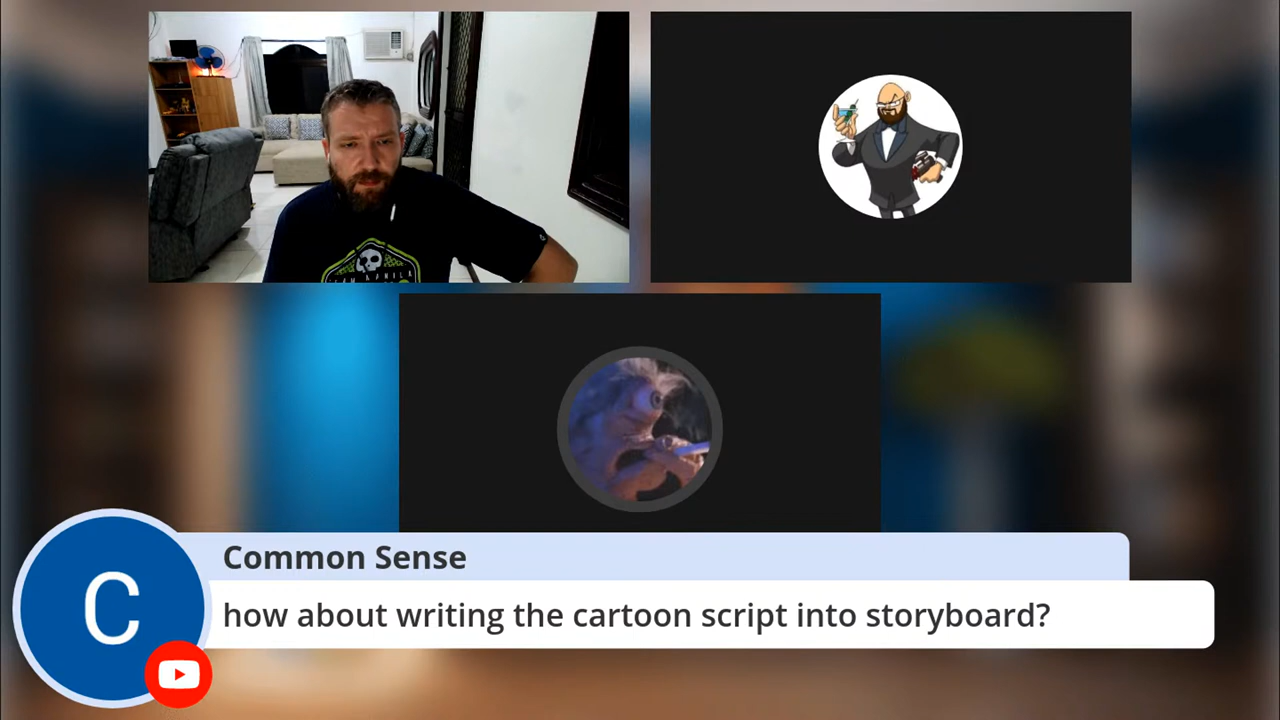 Common Sense
how about writing the cartoon script into storyboard?
C